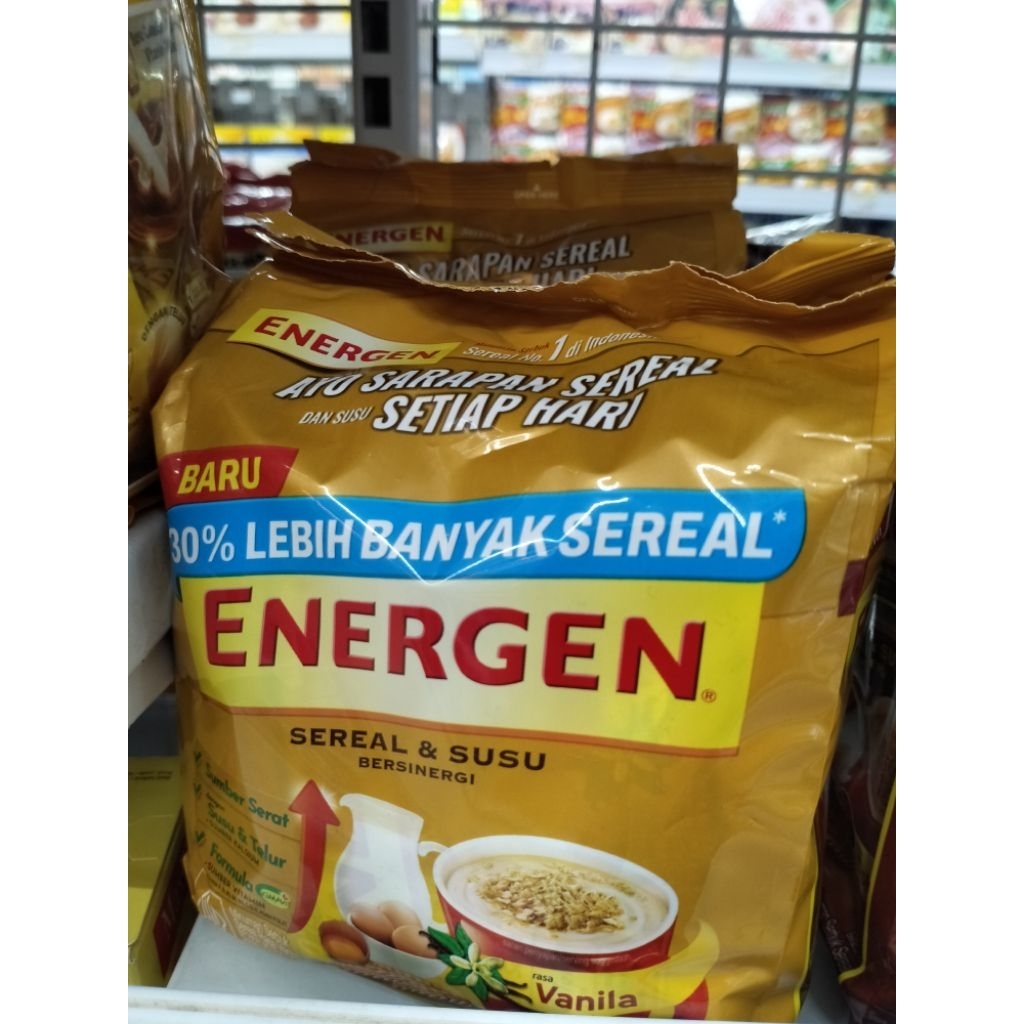 ENERGEN
SARAPAN SEREAL
ENERGEN
Sereal No. 1 di Indonesia
AYO SARAPAN SEREAL
DAN SUSU SETIAP HARI
BARU
30% LEBIH BANYAK SEREAL*
ENERGEN®
SEREAL & SUSU
BERSINERGI
Sumber Serat
Susu & Telur
Formula
rasa
Vanila